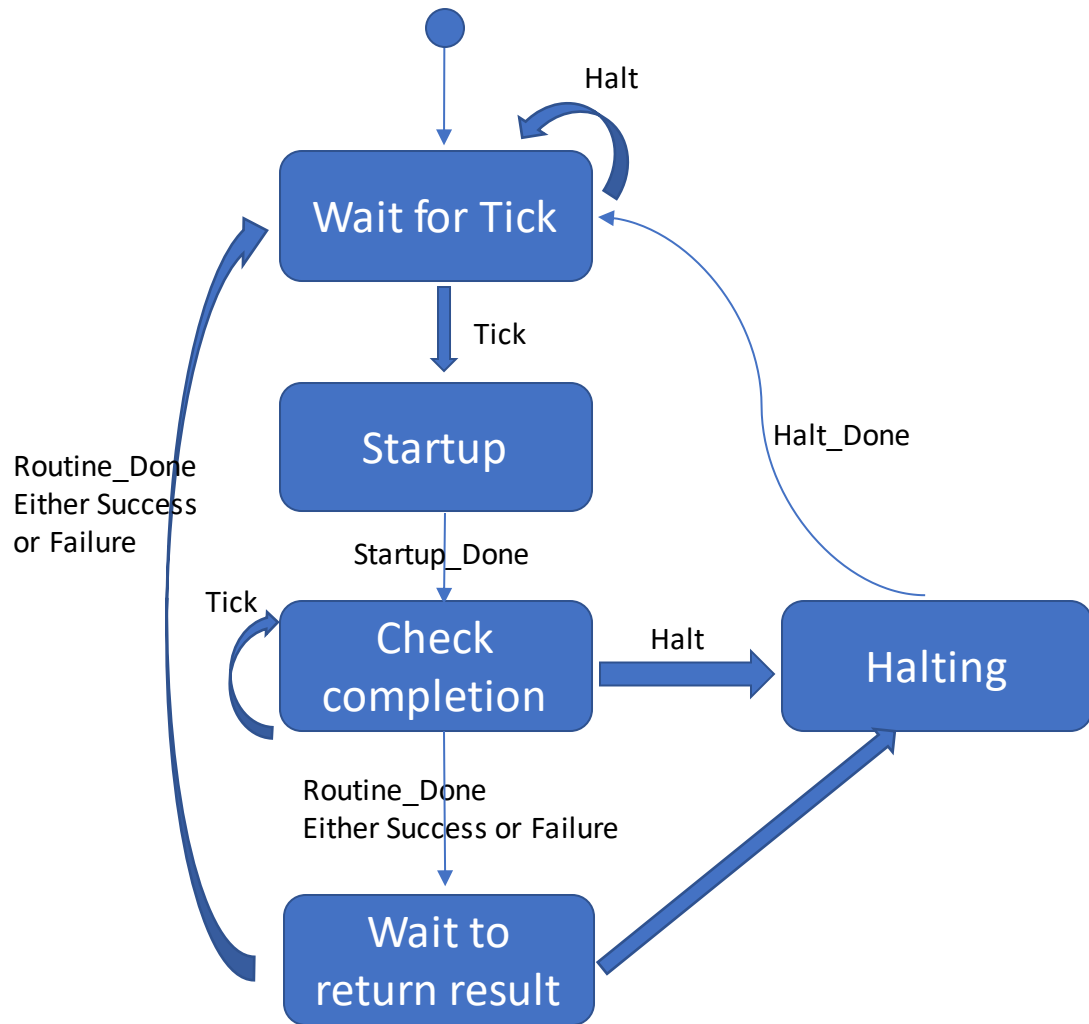 Halt
Wait for Tick
Tick
Startup
Halt_Done
Routine_Done
Either Success
or Failure
Startup_Done
Tick
Check
completion
Halt
Halting
Routine_Done
Either Success or Failure
Wait to
return result